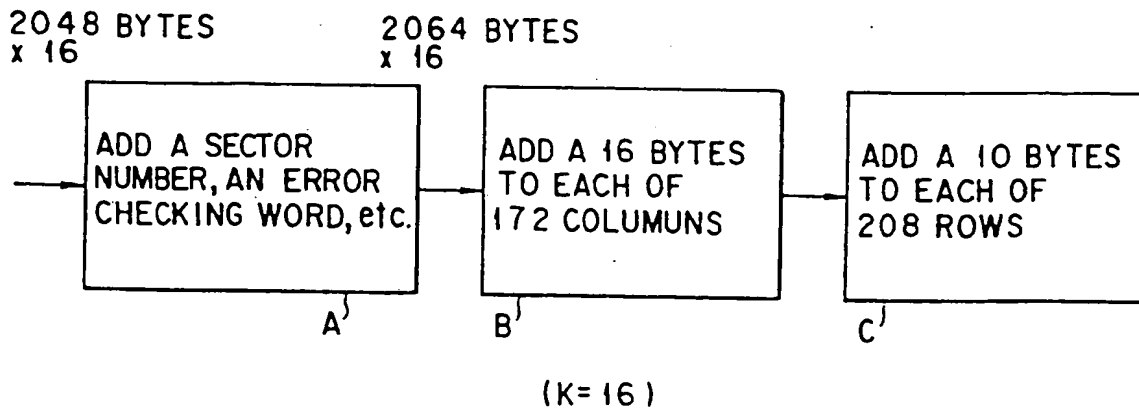 2048 BYTES
x 16
2064 BYTES
x 16
ADD A SECTOR
NUMBER, AN ERROR
CHECKING WORD, etc.
ADD A 16 BYTES
TO EACH OF
172 COLUMUNS
ADD A 10 BYTES
TO EACH OF
208 ROWS
A
B
C
(K=16)